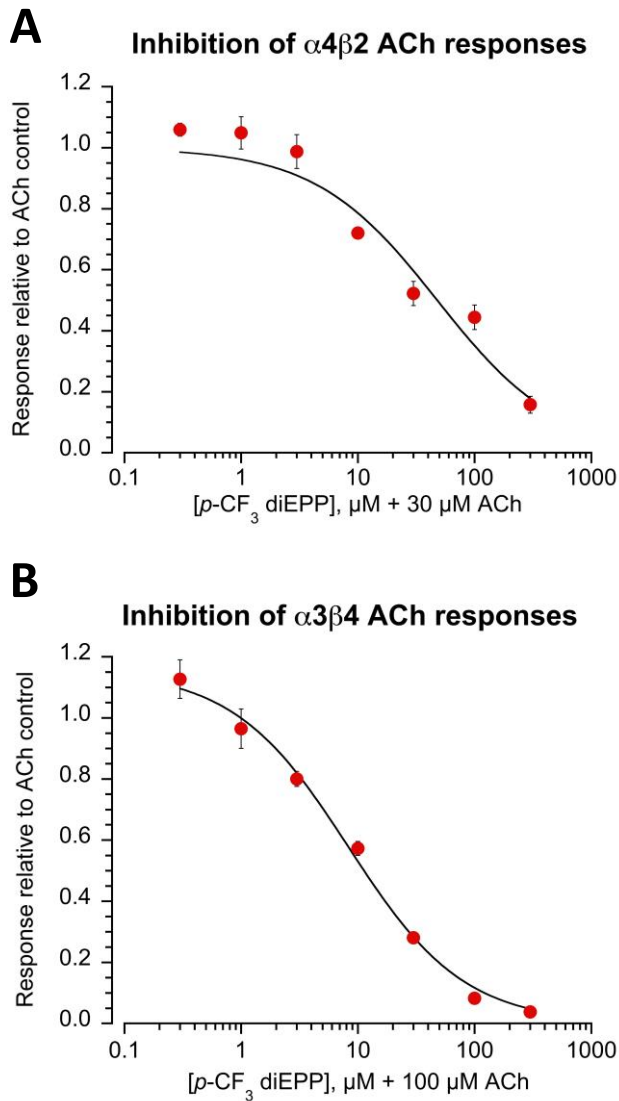 A
Inhibition of α4β2 ACh responses
Response relative to ACh control
1.2
1.0
0.8
0.6
0.4
0.2
0.0
0.1 1 10 100 1000
[p-CF3 diEPP], µM + 30 µM ACh
B
Inhibition of α3β4 ACh responses
Response relative to ACh control
1.2
1.0
0.8
0.6
0.4
0.2
0.0
0.1 1 10 100 1000
[p-CF3 diEPP], µM + 100 µM ACh